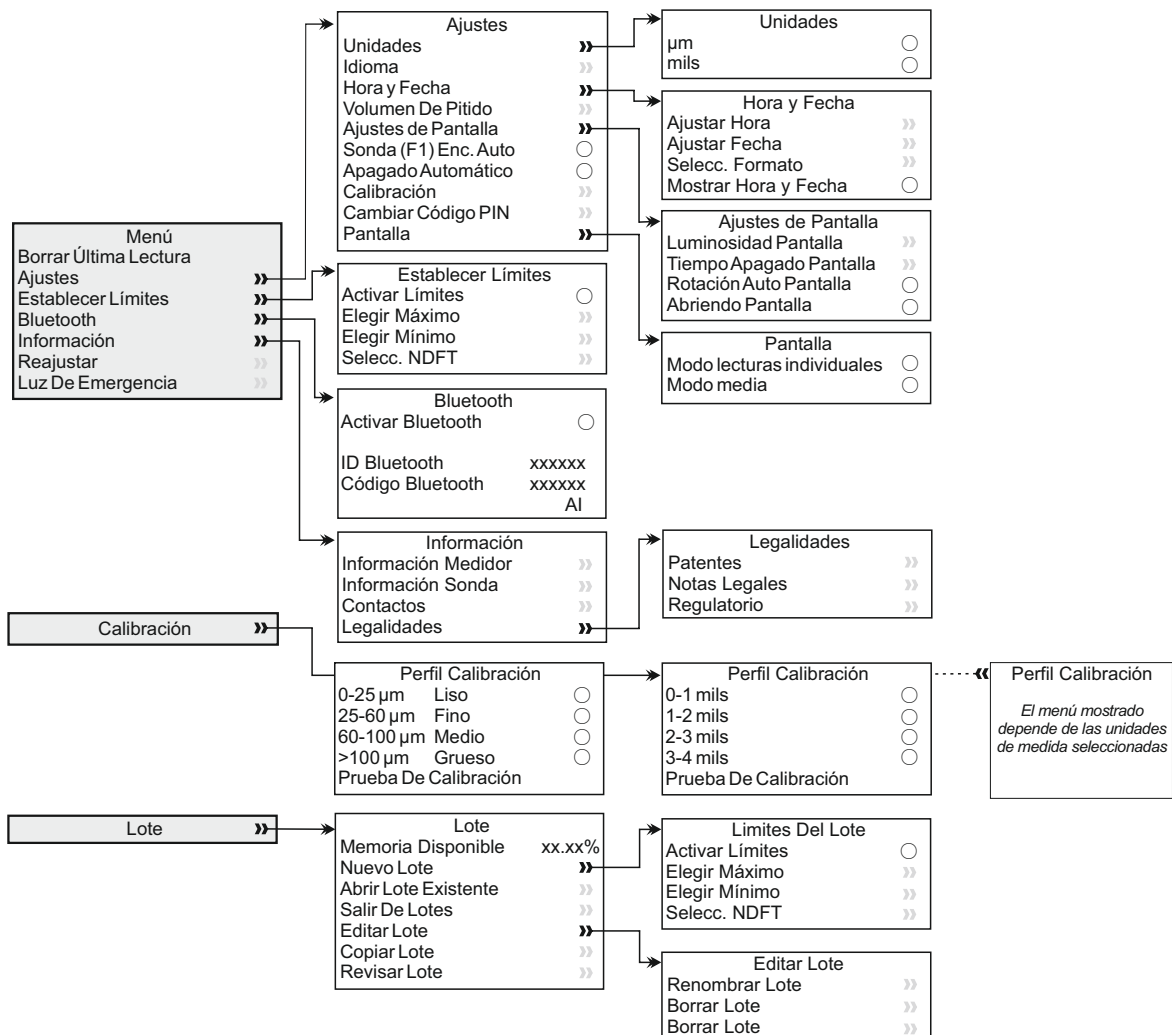 Menú
Borrar Última Lectura
Ajustes
Establecer Límites
Bluetooth
Información
Reajustar
Luz De Emergencia
Ajustes
Unidades
Idioma
Hora y Fecha
Volumen De Pitido
Ajustes de Pantalla
Sonda (F1) Enc. Auto
Apagado Automático
Calibración
Cambiar Código PIN
Pantalla
Unidades
µm
mils
Hora y Fecha
Ajustar Hora
Ajustar Fecha
Selecc. Formato
Mostrar Hora y Fecha
Ajustes de Pantalla
Luminosidad Pantalla
Tiempo Apagado Pantalla
Rotación Auto Pantalla
Abriendo Pantalla
Pantalla
Modo lecturas individuales
Modo media
Establecer Límites
Activar Límites
Elegir Máximo
Elegir Mínimo
Selecc. NDFT
Bluetooth
Activar Bluetooth
ID Bluetooth xxxxxx
Código Bluetooth xxxxxx
AI
Información
Información Medidor
Información Sonda
Contactos
Legalidades
Legalidades
Patentes
Notas Legales
Regulatorio
Calibración
Perfil Calibración
0-25 µm Liso
25-60 µm Fino
60-100 µm Medio
>100 µm Grueso
Prueba De Calibración
Perfil Calibración
0-1 mils
1-2 mils
2-3 mils
3-4 mils
Prueba De Calibración
Perfil Calibración
El menú mostrado
depende de las unidades
de medida seleccionadas
Lote
Lote
Memoria Disponible xx.xx%
Nuevo Lote
Abrir Lote Existente
Salir De Lotes
Editar Lote
Copiar Lote
Revisar Lote
Limites Del Lote
Activar Límites
Elegir Máximo
Elegir Mínimo
Selecc. NDFT
Editar Lote
Renombrar Lote
Borrar Lote
Borrar Lote